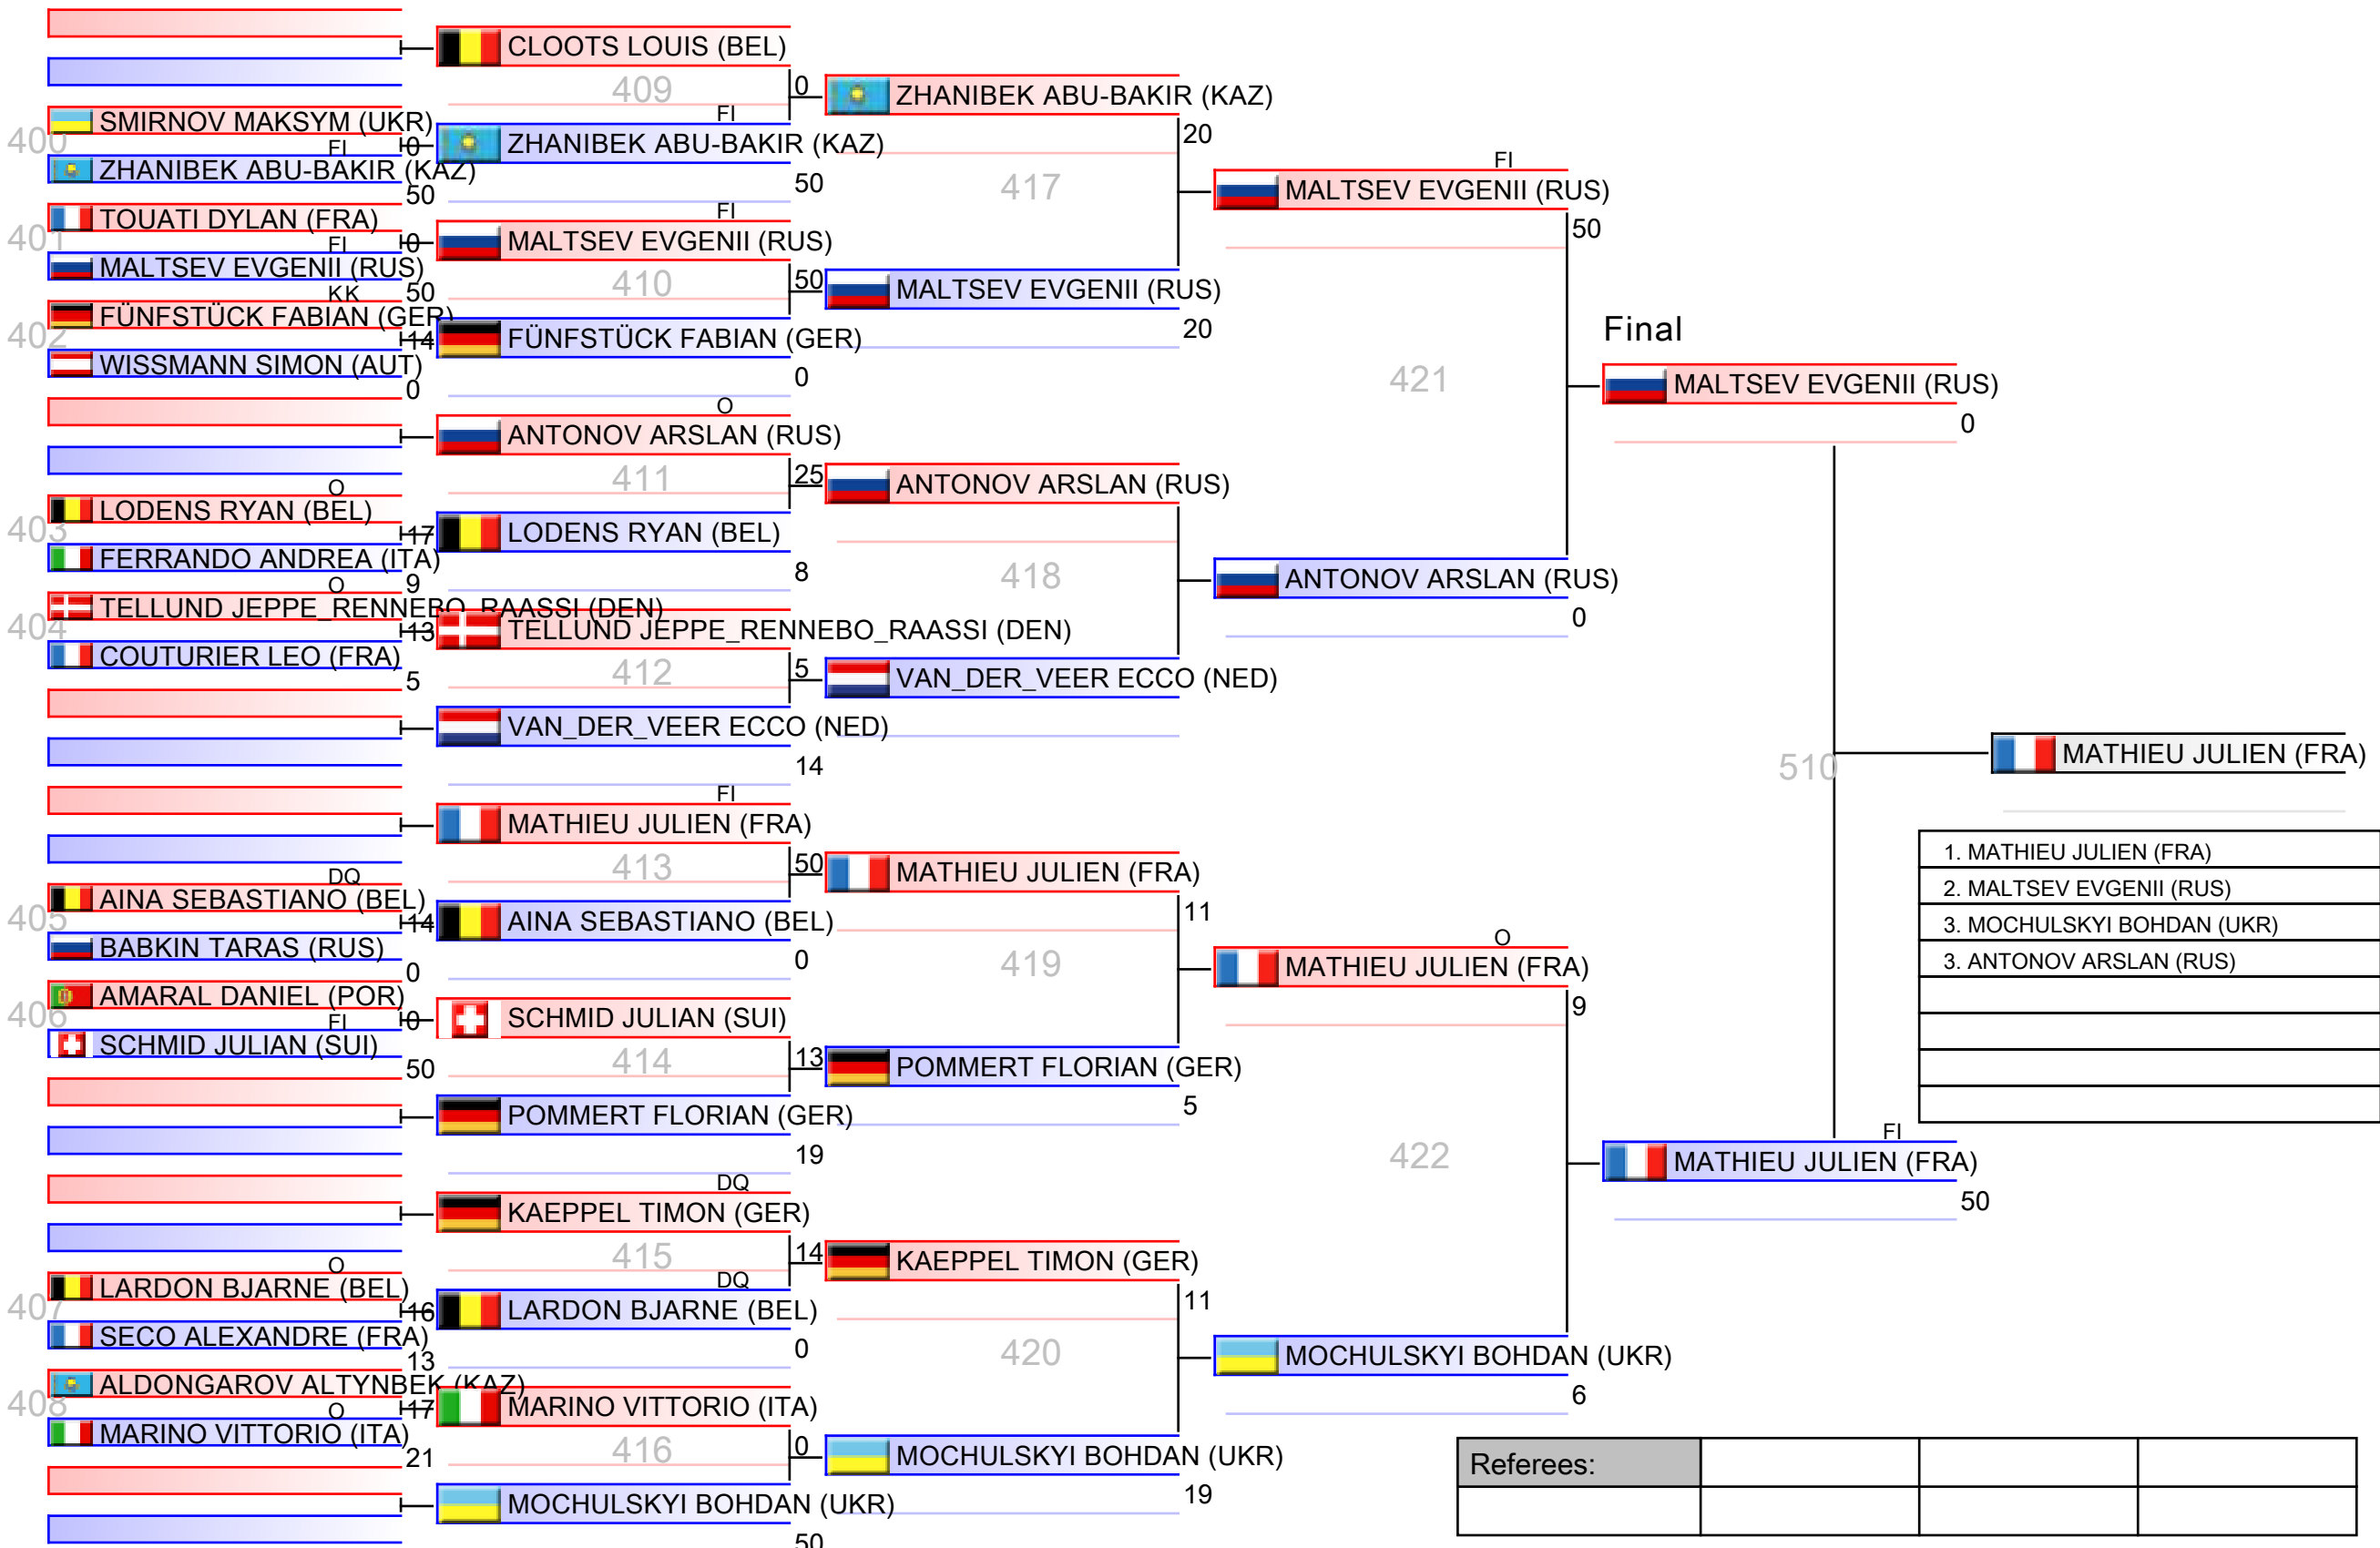 400
SMIRNOV MAKSYM (UKR)
0
FI
ZHANIBEK ABU-BAKIR (KAZ)
50
401
TOUATI DYLAN (FRA)
0
FI
MALTSEV EVGENII (RUS)
50
402
KK
FÜNFSTÜCK FABIAN (GER)
14
WISSMANN SIMON (AUT)
0
403
O
LODENS RYAN (BEL)
17
FERRANDO ANDREA (ITA)
9
404
O
TELLUND JEPPE_RENNEBO_RAASSI (DEN)
13
COUTURIER LEO (FRA)
5
405
DQ
AINA SEBASTIANO (BEL)
14
BABKIN TARAS (RUS)
0
406
AMARAL DANIEL (POR)
0
FI
SCHMID JULIAN (SUI)
50
407
O
LARDON BJARNE (BEL)
16
SECO ALEXANDRE (FRA)
13
408
ALDONGAROV ALTYNBEK (KAZ)
17
O
MARINO VITTORIO (ITA)
21
CLOOTS LOUIS (BEL)
409
0
FI
ZHANIBEK ABU-BAKIR (KAZ)
50
FI
MALTSEV EVGENII (RUS)
410
50
FÜNFSTÜCK FABIAN (GER)
0
O
ANTONOV ARSLAN (RUS)
411
25
LODENS RYAN (BEL)
8
TELLUND JEPPE_RENNEBO_RAASSI (DEN)
412
5
VAN_DER_VEER ECCO (NED)
14
FI
MATHIEU JULIEN (FRA)
413
50
AINA SEBASTIANO (BEL)
0
SCHMID JULIAN (SUI)
414
13
POMMERT FLORIAN (GER)
19
DQ
KAEPPEL TIMON (GER)
415
14
DQ
LARDON BJARNE (BEL)
0
MARINO VITTORIO (ITA)
416
0
MOCHULSKYI BOHDAN (UKR)
50
ZHANIBEK ABU-BAKIR (KAZ)
20
417
MALTSEV EVGENII (RUS)
20
ANTONOV ARSLAN (RUS)
418
VAN_DER_VEER ECCO (NED)
MATHIEU JULIEN (FRA)
11
419
POMMERT FLORIAN (GER)
5
KAEPPEL TIMON (GER)
11
420
MOCHULSKYI BOHDAN (UKR)
19
FI
MALTSEV EVGENII (RUS)
50
421
ANTONOV ARSLAN (RUS)
0
O
MATHIEU JULIEN (FRA)
9
422
MOCHULSKYI BOHDAN (UKR)
6
Final
MALTSEV EVGENII (RUS)
0
510
FI
MATHIEU JULIEN (FRA)
50
MATHIEU JULIEN (FRA)
1. MATHIEU JULIEN (FRA)
2. MALTSEV EVGENII (RUS)
3. MOCHULSKYI BOHDAN (UKR)
3. ANTONOV ARSLAN (RUS)
Referees: